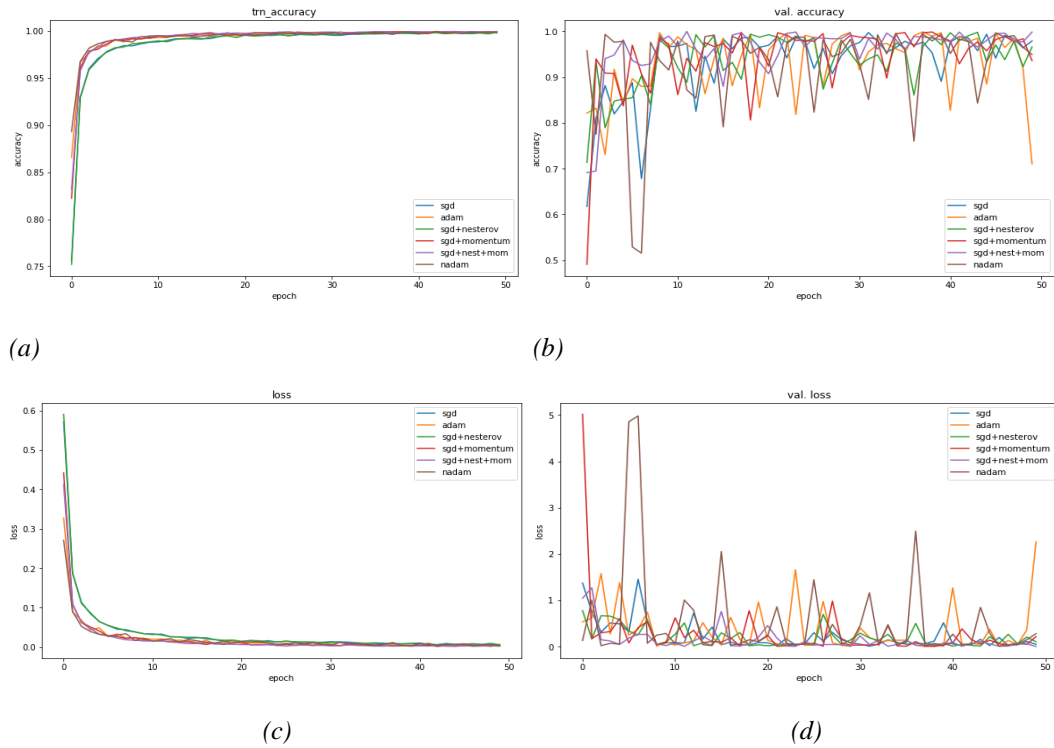 trn_accuracy
1.00
0.95
0.90
0.85
0.80
0.75
accuracy
0 10 20 30 40 50
epoch
sgd
adam
sgd+nesterov
sgd+momentum
sgd+nest+mom
nadam
(a)
val. accuracy
1.0
0.9
0.8
0.7
0.6
0.5
accuracy
0 10 20 30 40 50
epoch
sgd
adam
sgd+nesterov
sgd+momentum
sgd+nest+mom
nadam
(b)
loss
0.6
0.5
0.4
0.3
0.2
0.1
0.0
loss
0 10 20 30 40 50
epoch
sgd
adam
sgd+nesterov
sgd+momentum
sgd+nest+mom
nadam
(c)
val. loss
5
4
3
2
1
0
loss
0 10 20 30 40 50
epoch
sgd
adam
sgd+nesterov
sgd+momentum
sgd+nest+mom
nadam
(d)